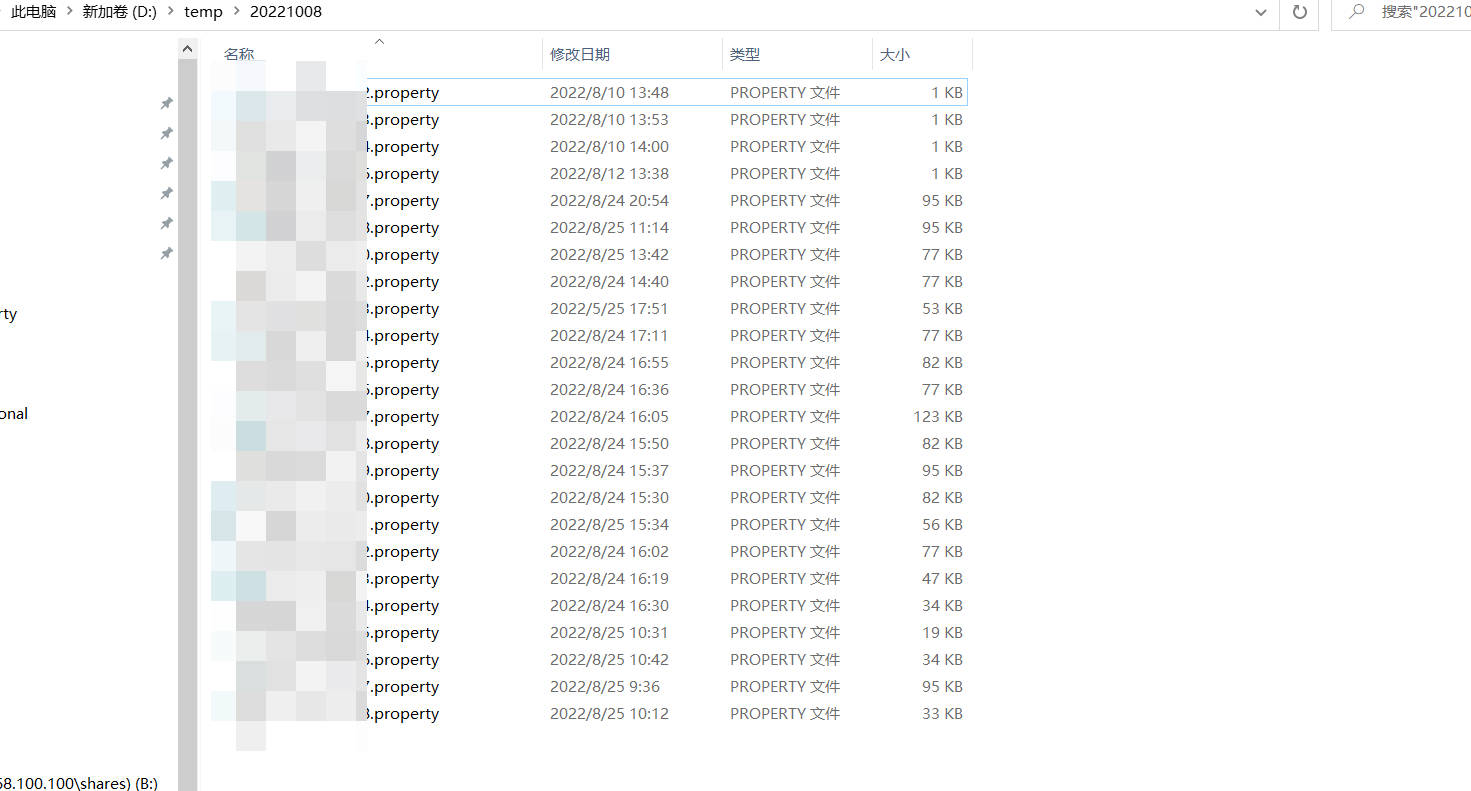 此电脑 > 新加卷 (D:) > temp > 20221008 搜索"202210
名称 修改日期 类型 大小
2.property 2022/8/10 13:48 PROPERTY 文件 1 KB
3.property 2022/8/10 13:53 PROPERTY 文件 1 KB
4.property 2022/8/10 14:00 PROPERTY 文件 1 KB
.property 2022/8/12 13:38 PROPERTY 文件 1 KB
7.property 2022/8/24 20:54 PROPERTY 文件 95 KB
8.property 2022/8/25 11:14 PROPERTY 文件 95 KB
0.property 2022/8/25 13:42 PROPERTY 文件 77 KB
2.property 2022/8/24 14:40 PROPERTY 文件 77 KB
3.property 2022/5/25 17:51 PROPERTY 文件 53 KB
rty
4.property 2022/8/24 17:11 PROPERTY 文件 77 KB
5.property 2022/8/24 16:55 PROPERTY 文件 82 KB
6.property 2022/8/24 16:36 PROPERTY 文件 77 KB
7.property 2022/8/24 16:05 PROPERTY 文件 123 KB
onal
8.property 2022/8/24 15:50 PROPERTY 文件 82 KB
9.property 2022/8/24 15:37 PROPERTY 文件 95 KB
0.property 2022/8/24 15:30 PROPERTY 文件 82 KB
.property 2022/8/25 15:34 PROPERTY 文件 56 KB
2.property 2022/8/24 16:02 PROPERTY 文件 77 KB
3.property 2022/8/24 16:19 PROPERTY 文件 47 KB
4.property 2022/8/24 16:30 PROPERTY 文件 34 KB
5.property 2022/8/25 10:31 PROPERTY 文件 19 KB
6.property 2022/8/25 10:42 PROPERTY 文件 34 KB
7.property 2022/8/25 9:36 PROPERTY 文件 95 KB
8.property 2022/8/25 10:12 PROPERTY 文件 33 KB
68.100.100\shares) (B:)